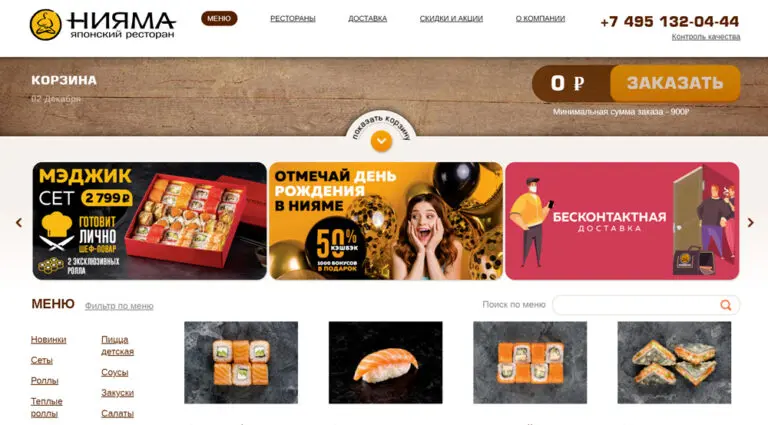 НИЯМА
японский ресторан
МЕНЮ
РЕСТОРАНЫ
ДОСТАВКА
СКИДКИ И АКЦИИ
О КОМПАНИИ
+7 495 132-04-44
Контроль качества
КОРЗИНА
02 Декабря
0 ₽
ЗАКАЗАТЬ
Минимальная сумма заказа - 900₽
показать корзину
МЭДЖИК
СЕТ 2 799 ₽
ГОТОВИТ
ЛИЧНО
ШЕФ-ПОВАР
2 ЭКСКЛЮЗИВНЫХ
РОЛЛА
ОТМЕЧАЙ ДЕНЬ
РОЖДЕНИЯ
В НИЯМЕ
50%
КЭШБЭК
1000 БОНУСОВ
В ПОДАРОК
БЕСКОНТАКТНАЯ
ДОСТАВКА
МЕНЮ
Фильтр по меню
Поиск по меню
Новинки
Сеты
Роллы
Теплые
роллы
Пицца
детская
Соусы
Закуски
Салаты